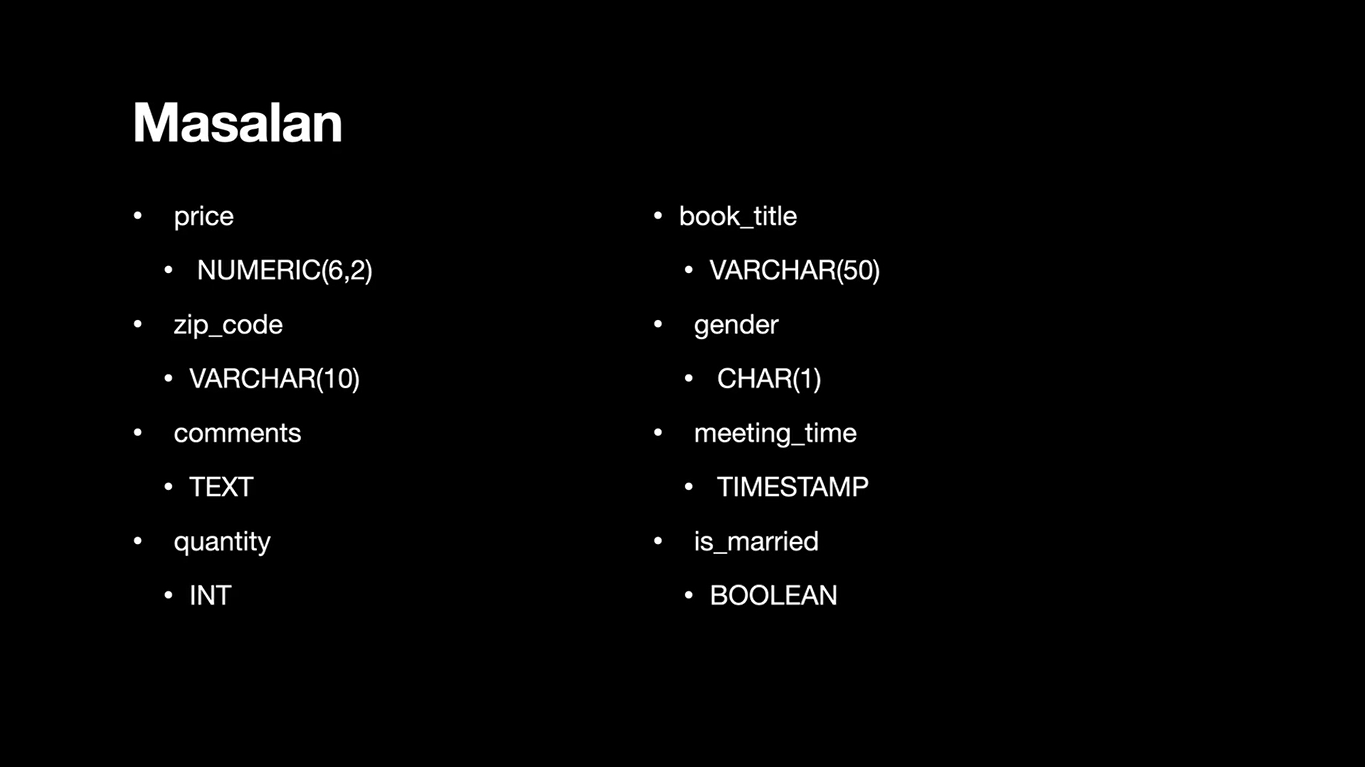 Masalan
• price
• NUMERIC(6,2)
• zip_code
• VARCHAR(10)
• comments
• TEXT
• quantity
• INT
• book_title
• VARCHAR(50)
• gender
• CHAR(1)
• meeting_time
• TIMESTAMP
• is_married
• BOOLEAN